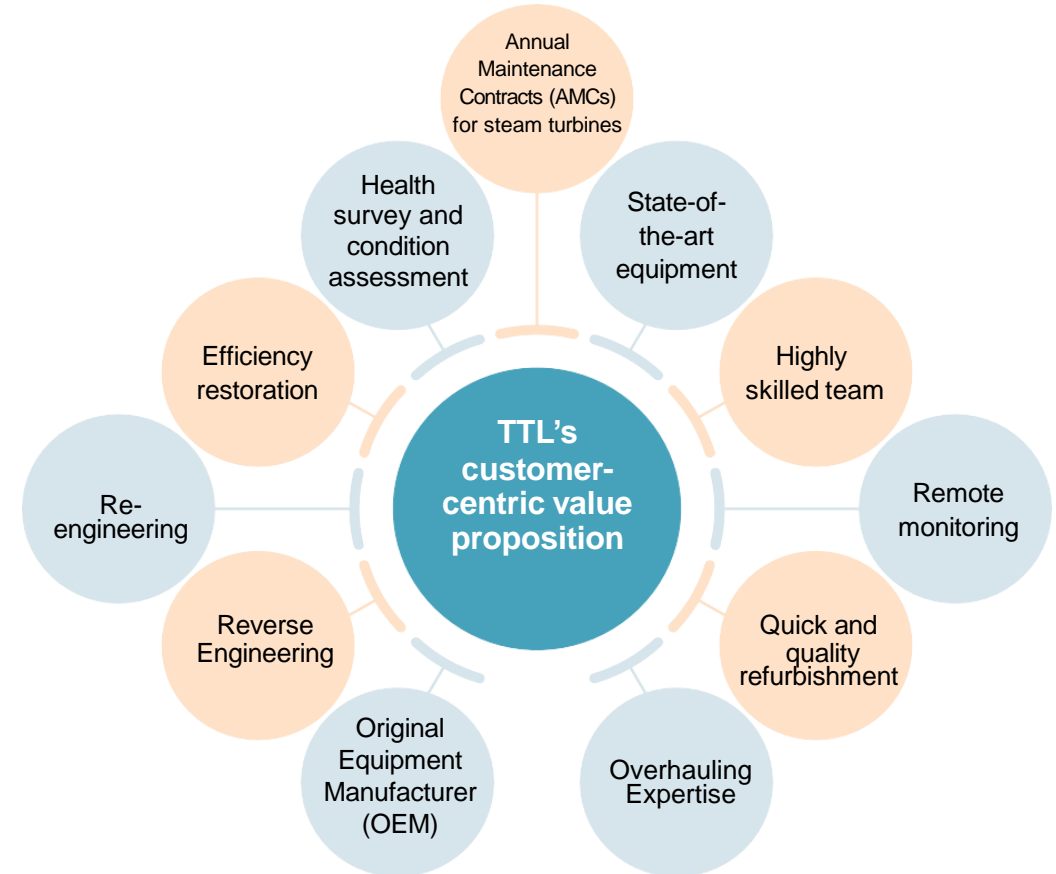 Annual
Maintenance
Contracts (AMCs)
for steam turbines
Health
survey and
condition
assessment
State-of-
the-art
equipment
Efficiency
restoration
Highly
skilled team
TTL’s
customer-
centric value
proposition
Re-
engineering
Remote
monitoring
Reverse
Engineering
Quick and
quality
refurbishment
Original
Equipment
Manufacturer
(OEM)
Overhauling
Expertise